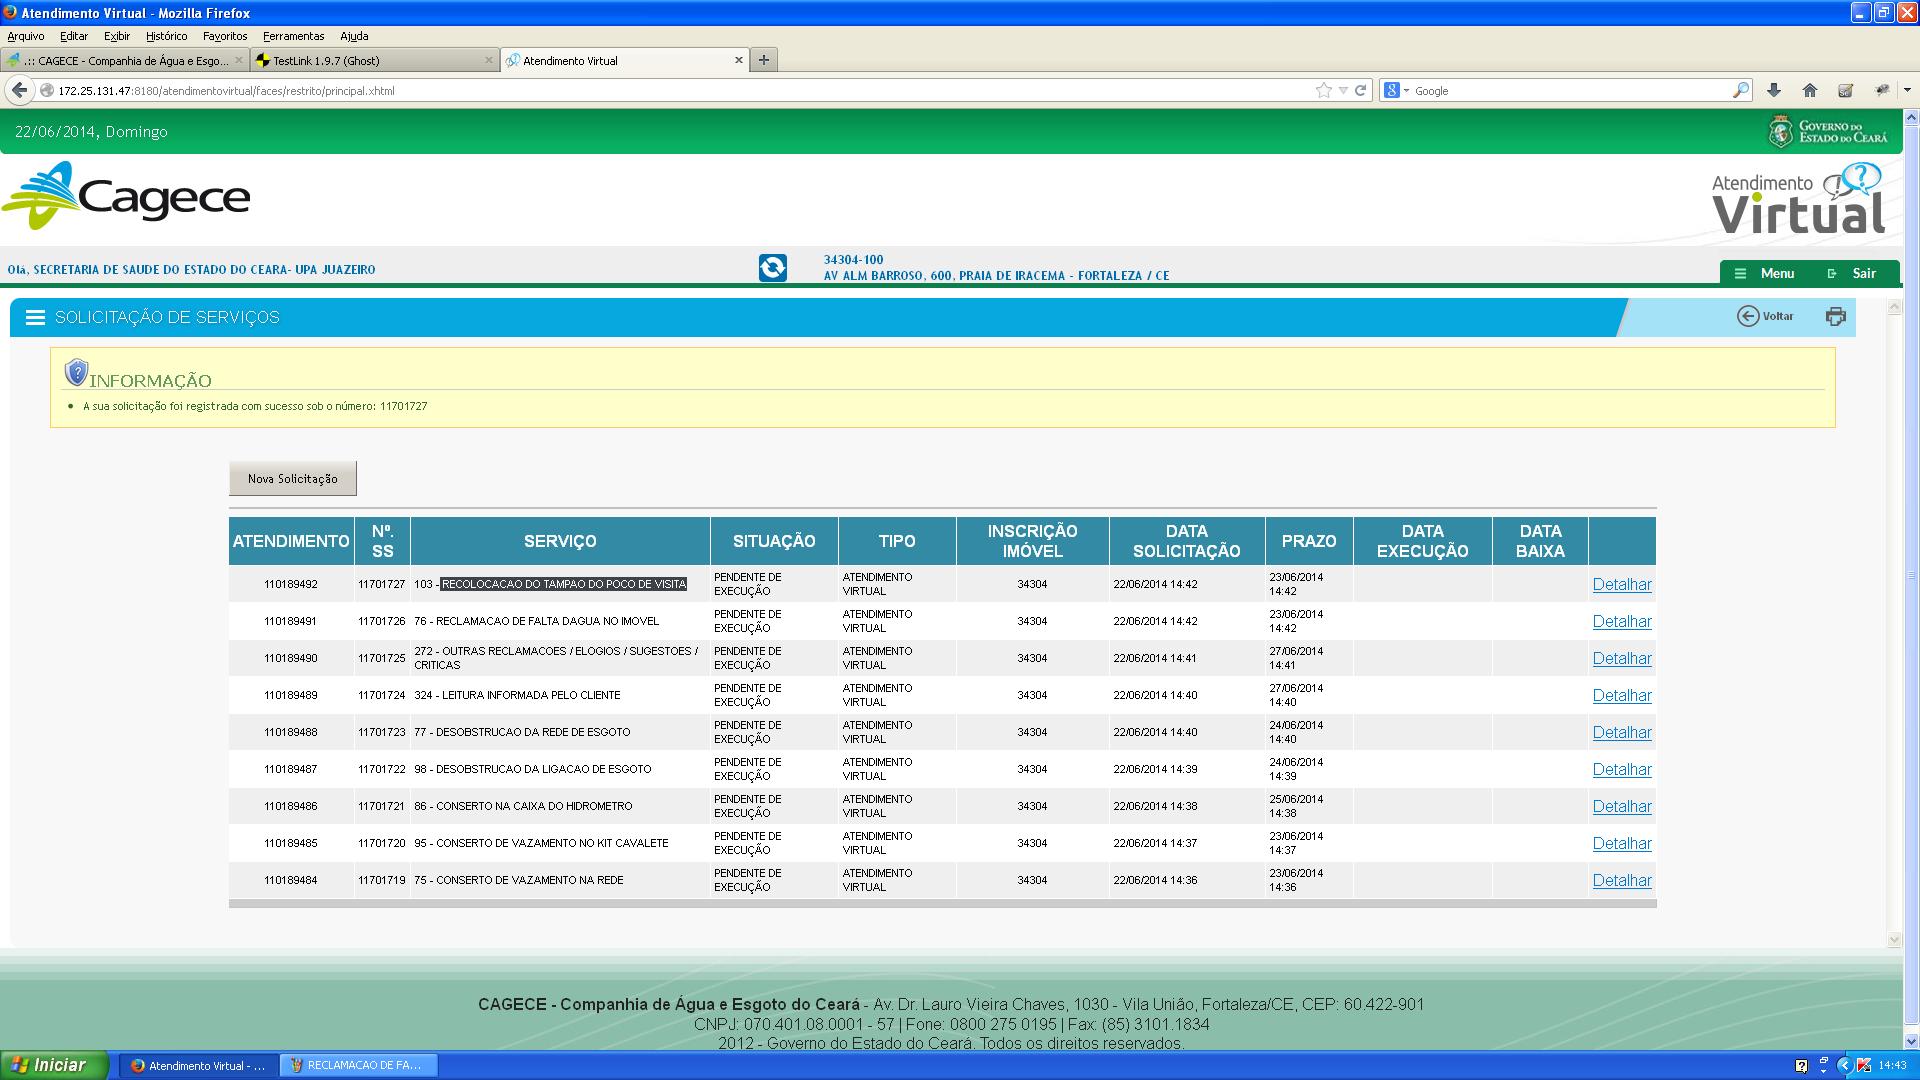 Atendimento Virtual - Mozilla Firefox
Arquivo Editar Exibir Histórico Favoritos Ferramentas Ajuda
.:: CAGECE - Companhia de Água e Esgo... TestLink 1.9.7 (Ghost) Atendimento Virtual
172.25.131.47:8180/atendimentovirtual/faces/restrito/principal.xhtml Google
22/06/2014, Domingo
GOVERNO DO
ESTADO DO CEARÁ
Cagece
Atendimento
Virtual
Olá, SECRETARIA DE SAUDE DO ESTADO DO CEARA- UPA JUAZEIRO
34304-100
AV ALM BARROSO, 600, PRAIA DE IRACEMA - FORTALEZA / CE
Menu Sair
SOLICITAÇÃO DE SERVIÇOS
Voltar
INFORMAÇÃO
A sua solicitação foi registrada com sucesso sob o número: 11701727
Nova Solicitação
ATENDIMENTO Nº. SS SERVIÇO SITUAÇÃO TIPO INSCRIÇÃO IMÓVEL DATA SOLICITAÇÃO PRAZO DATA EXECUÇÃO DATA BAIXA
110189492 11701727 103 - RECOLOCACAO DO TAMPAO DO POCO DE VISITA PENDENTE DE EXECUÇÃO ATENDIMENTO VIRTUAL 34304 22/06/2014 14:42 23/06/2014 14:42 Detalhar
110189491 11701726 76 - RECLAMACAO DE FALTA DAGUA NO IMOVEL PENDENTE DE EXECUÇÃO ATENDIMENTO VIRTUAL 34304 22/06/2014 14:42 23/06/2014 14:42 Detalhar
110189490 11701725 272 - OUTRAS RECLAMACOES / ELOGIOS / SUGESTOES / CRITICAS PENDENTE DE EXECUÇÃO ATENDIMENTO VIRTUAL 34304 22/06/2014 14:41 27/06/2014 14:41 Detalhar
110189489 11701724 324 - LEITURA INFORMADA PELO CLIENTE PENDENTE DE EXECUÇÃO ATENDIMENTO VIRTUAL 34304 22/06/2014 14:40 27/06/2014 14:40 Detalhar
110189488 11701723 77 - DESOBSTRUCAO DA REDE DE ESGOTO PENDENTE DE EXECUÇÃO ATENDIMENTO VIRTUAL 34304 22/06/2014 14:40 24/06/2014 14:40 Detalhar
110189487 11701722 98 - DESOBSTRUCAO DA LIGACAO DE ESGOTO PENDENTE DE EXECUÇÃO ATENDIMENTO VIRTUAL 34304 22/06/2014 14:39 24/06/2014 14:39 Detalhar
110189486 11701721 86 - CONSERTO NA CAIXA DO HIDROMETRO PENDENTE DE EXECUÇÃO ATENDIMENTO VIRTUAL 34304 22/06/2014 14:38 25/06/2014 14:38 Detalhar
110189485 11701720 95 - CONSERTO DE VAZAMENTO NO KIT CAVALETE PENDENTE DE EXECUÇÃO ATENDIMENTO VIRTUAL 34304 22/06/2014 14:37 23/06/2014 14:37 Detalhar
110189484 11701719 75 - CONSERTO DE VAZAMENTO NA REDE PENDENTE DE EXECUÇÃO ATENDIMENTO VIRTUAL 34304 22/06/2014 14:36 23/06/2014 14:36 Detalhar
CAGECE - Companhia de Água e Esgoto do Ceará - Av. Dr. Lauro Vieira Chaves, 1030 - Vila União, Fortaleza/CE, CEP: 60.422-901
CNPJ: 070.401.08.0001 - 57 | Fone: 0800 275 0195 | Fax: (85) 3101.1834
2012 - Governo do Estado do Ceará. Todos os direitos reservados.
Iniciar Atendimento Virtual - ... RECLAMACAO DE FA... 14:43